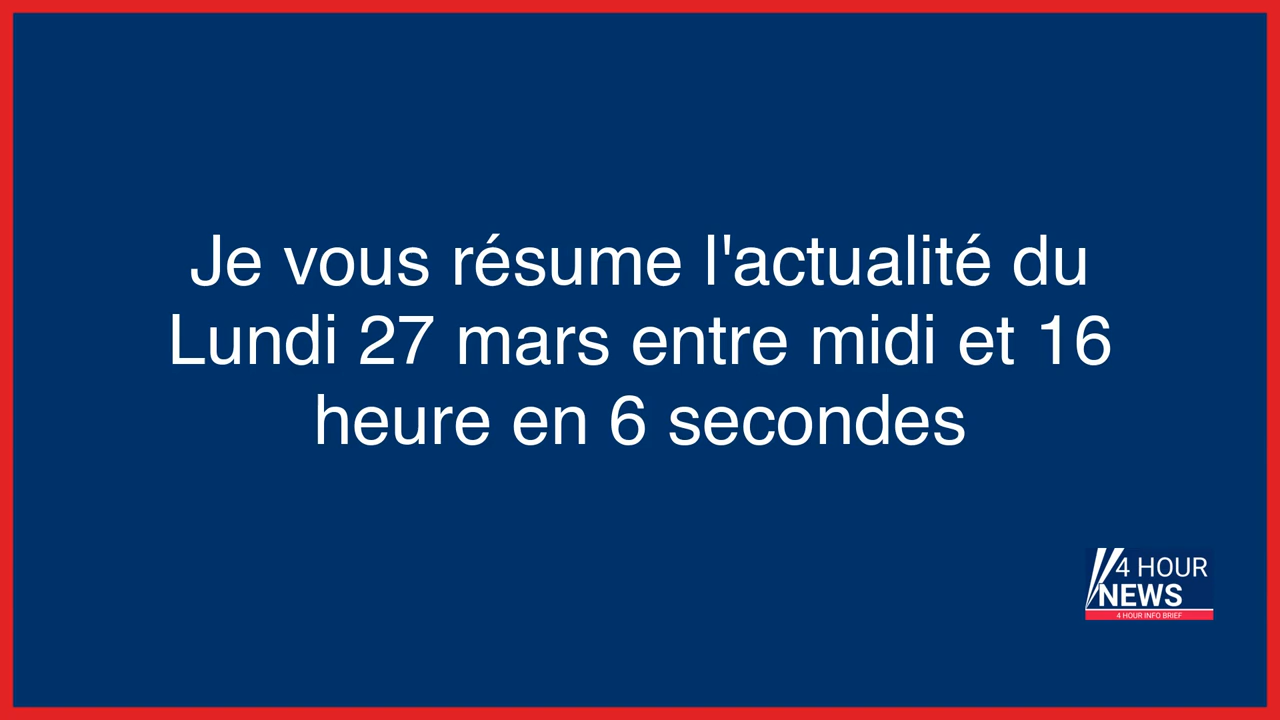 Je vous résume l'actualité du
Lundi 27 mars entre midi et 16
heure en 6 secondes
4 HOUR
NEWS
4 HOUR INFO BRIEF